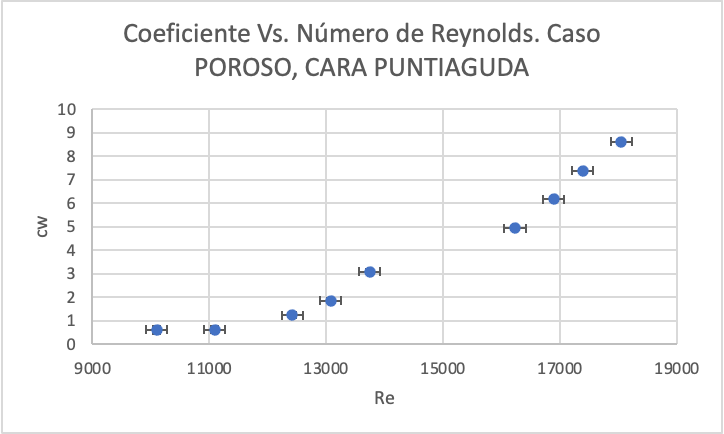 Coeficiente Vs. Número de Reynolds. Caso
POROSO, CARA PUNTIAGUDA
10
9
8
7
6
5
4
3
2
1
0
cw
9000 11000 13000 15000 17000 19000
Re